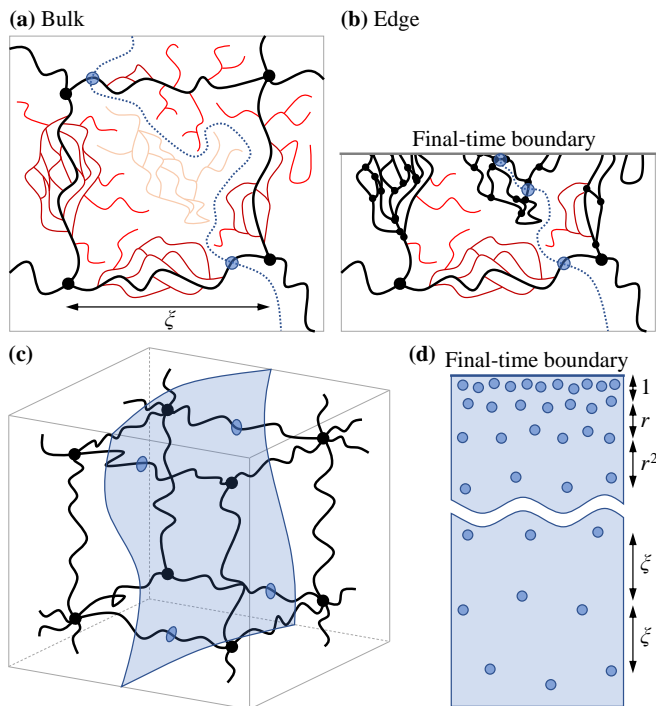 (a) Bulk
(b) Edge
Final-time boundary
ξ
(c)
(d)
Final-time boundary
1
r
r²
ξ
ξ